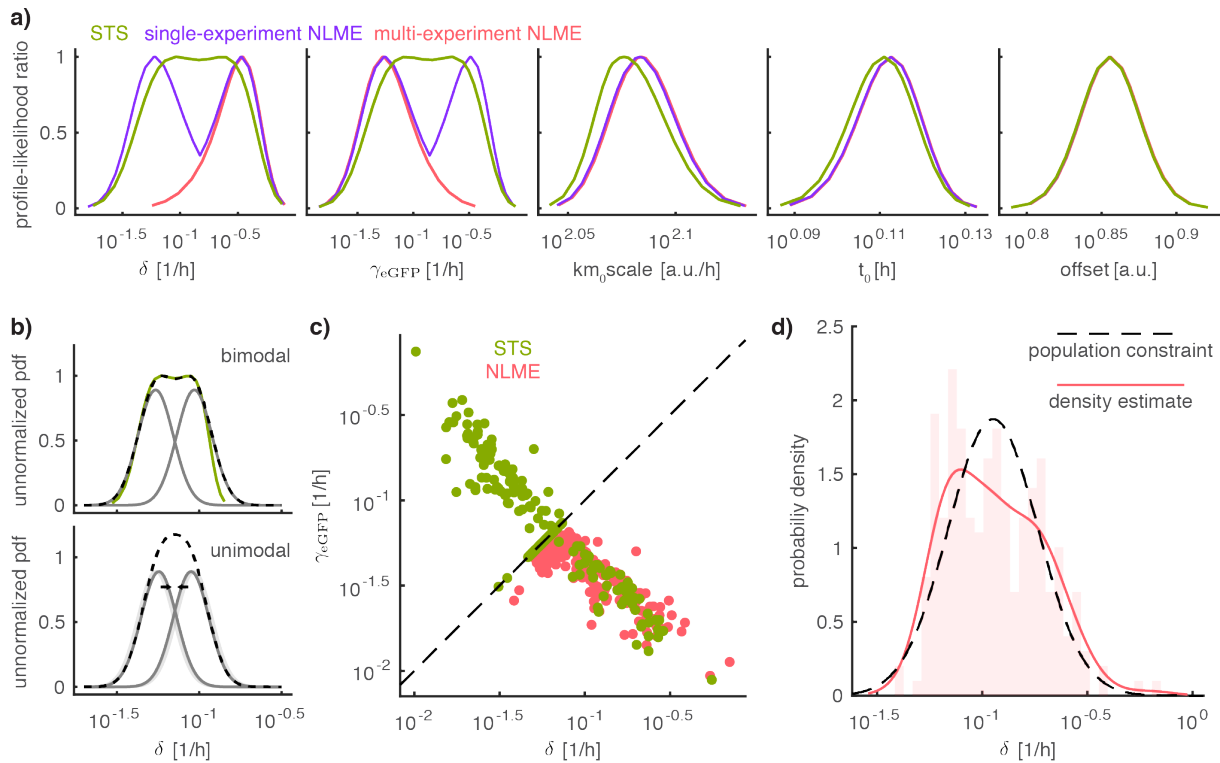 a)
STS single-experiment NLME multi-experiment NLME
profile-likelihood ratio
1
0.5
0
10^-1.5 10^-1 10^-0.5
δ [1/h]
10^-1.5 10^-1 10^-0.5
γeGFP [1/h]
10^2.05 10^2.1
km0scale [a.u./h]
10^0.09 10^0.11 10^0.13
t0 [h]
10^0.8 10^0.85 10^0.9
offset [a.u.]
b)
bimodal
unnormalized pdf
1
0.5
0
unimodal
unnormalized pdf
1
0.5
0
10^-1.5 10^-1 10^-0.5
δ [1/h]
c)
STS
NLME
γeGFP [1/h]
10^-0.5
10^-1
10^-1.5
10^-2
10^-2 10^-1.5 10^-1 10^-0.5
δ [1/h]
d)
population constraint
density estimate
probabiliy density
2.5
2
1.5
1
0.5
0
10^-1.5 10^-1 10^-0.5 10^0
δ [1/h]